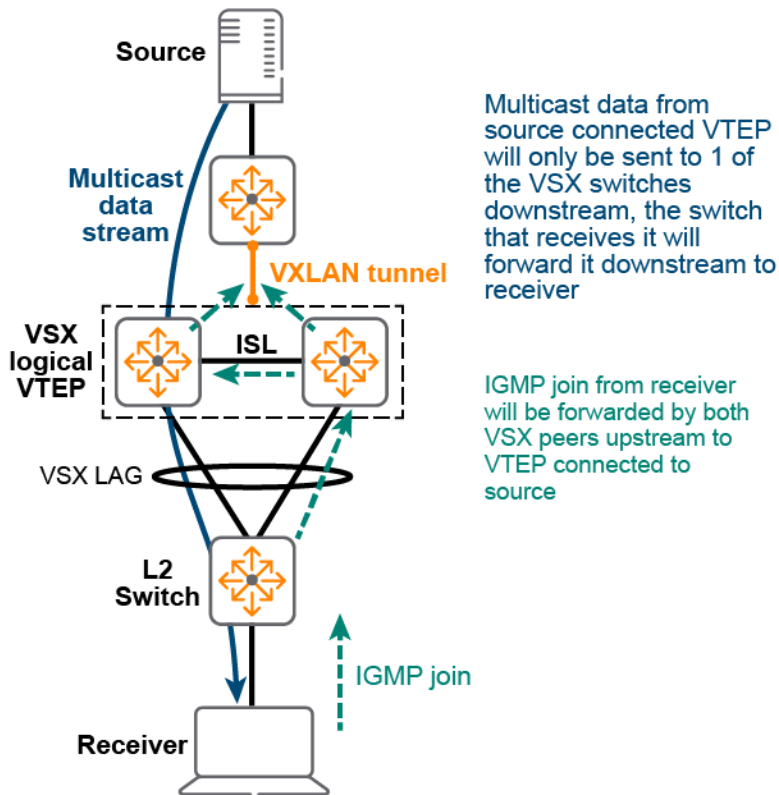 Source
Multicast
data
stream
Multicast data from
source connected VTEP
will only be sent to 1 of
the VSX switches
downstream, the switch
that receives it will
forward it downstream to
receiver
VXLAN tunnel
VSX
logical
VTEP
ISL
IGMP join from receiver
will be forwarded by both
VSX peers upstream to
VTEP connected to
source
VSX LAG
L2
Switch
IGMP join
Receiver